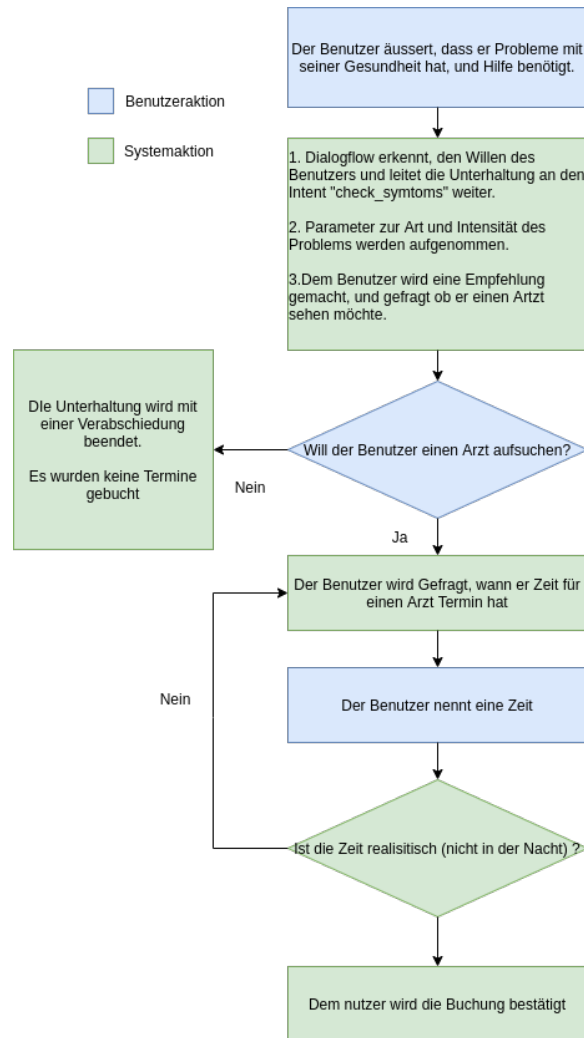 Der Benutzer äussert, dass er Probleme mit
seiner Gesundheit hat, und Hilfe benötigt.
Benutzeraktion
Systemaktion
1. Dialogflow erkennt, den Willen des
Benutzers und leitet die Unterhaltung an den
Intent "check_symtoms" weiter.
2. Parameter zur Art und Intensität des
Problems werden aufgenommen.
3.Dem Benutzer wird eine Empfehlung
gemacht, und gefragt ob er einen Artzt
sehen möchte.
DIe Unterhaltung wird mit
einer Verabschiedung
beendet.
Es wurden keine Termine
gebucht
Will der Benutzer einen Arzt aufsuchen?
Nein
Ja
Der Benutzer wird Gefragt, wann er Zeit für
einen Arzt Termin hat
Nein
Der Benutzer nennt eine Zeit
Ist die Zeit realisitisch (nicht in der Nacht) ?
Dem nutzer wird die Buchung bestätigt